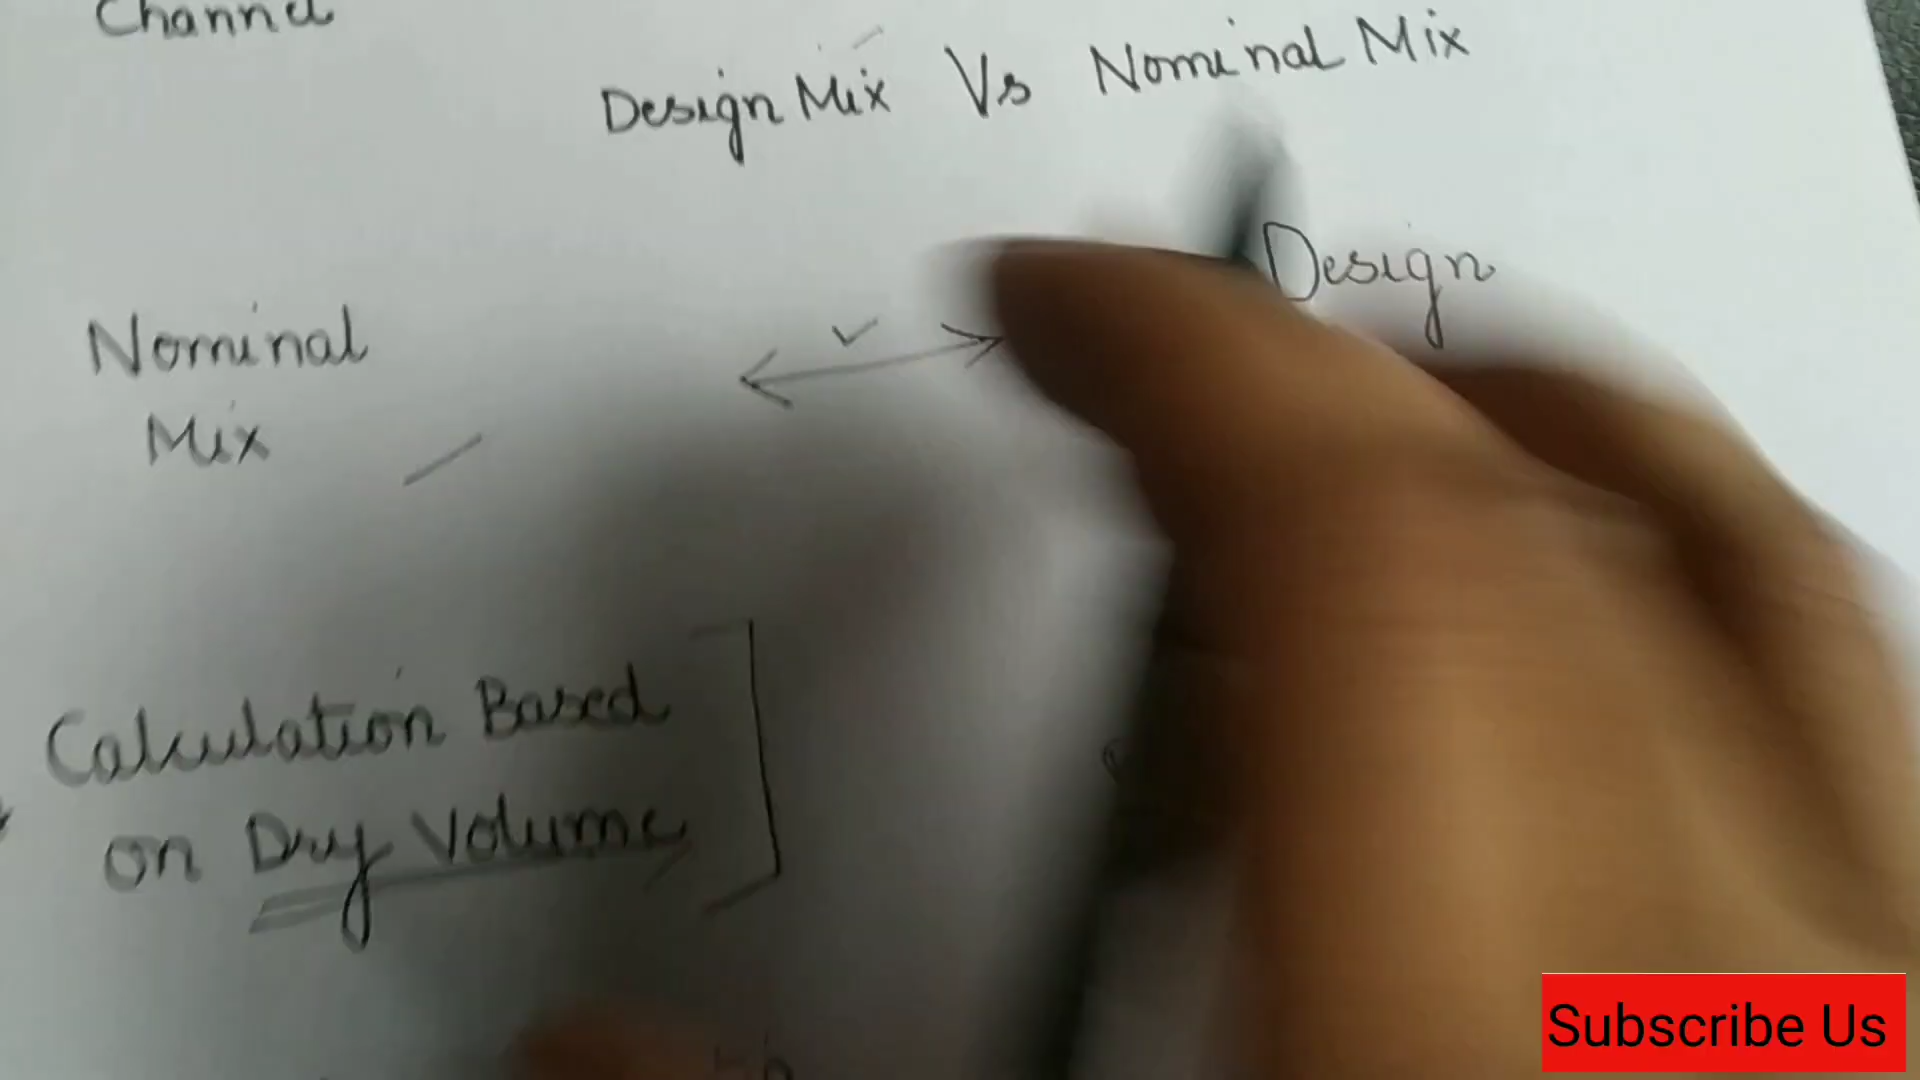 Channel
Design Mix Vs Nominal Mix
Design
Nominal
Mix
Calculation Based
on Dry Volume
Subscribe Us